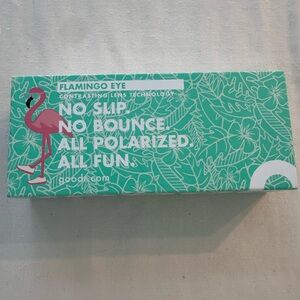 FLAMINGO EYE
CONTRASTING LENS TECHNOLOGY
NO SLIP.
NO BOUNCE.
ALL POLARIZED.
ALL FUN.
goodr.com